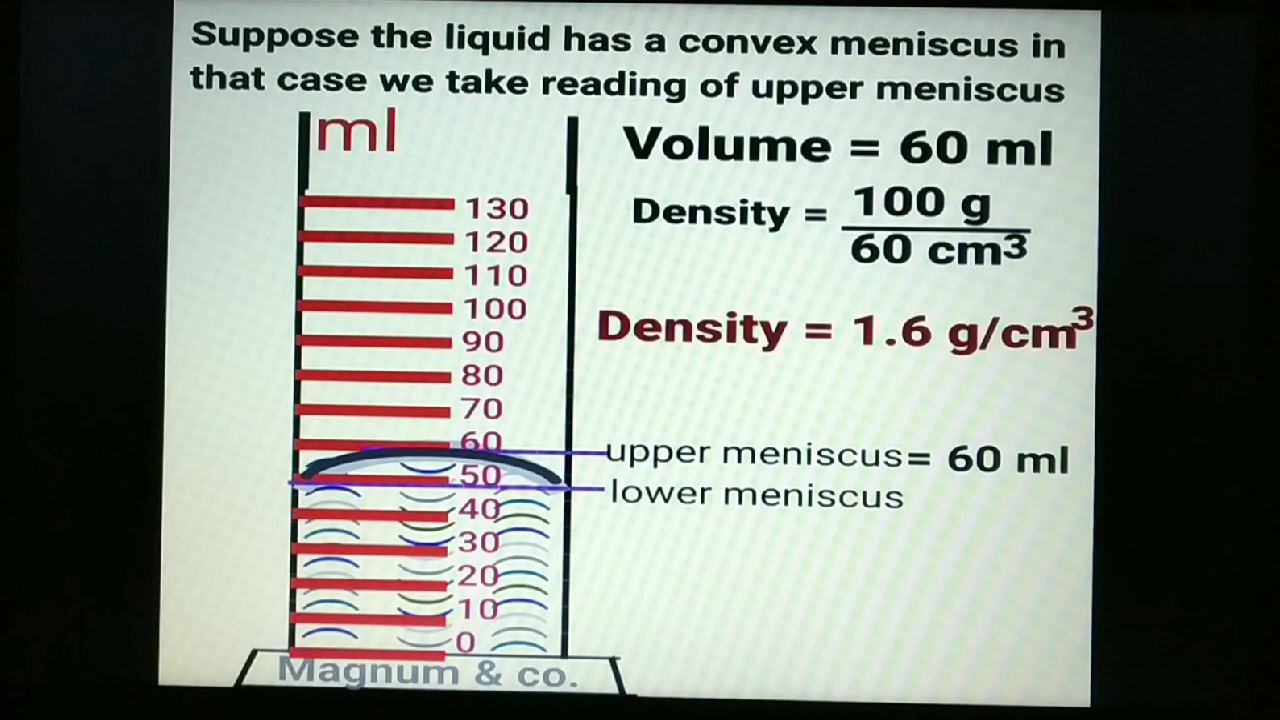 Suppose the liquid has a convex meniscus in
that case we take reading of upper meniscus
ml
130
120
110
100
90
80
70
60
50
40
30
20
10
0
Magnum & co.
Volume = 60 ml
Density = 100 g
60 cm³
Density = 1.6 g/cm³
upper meniscus= 60 ml
lower meniscus